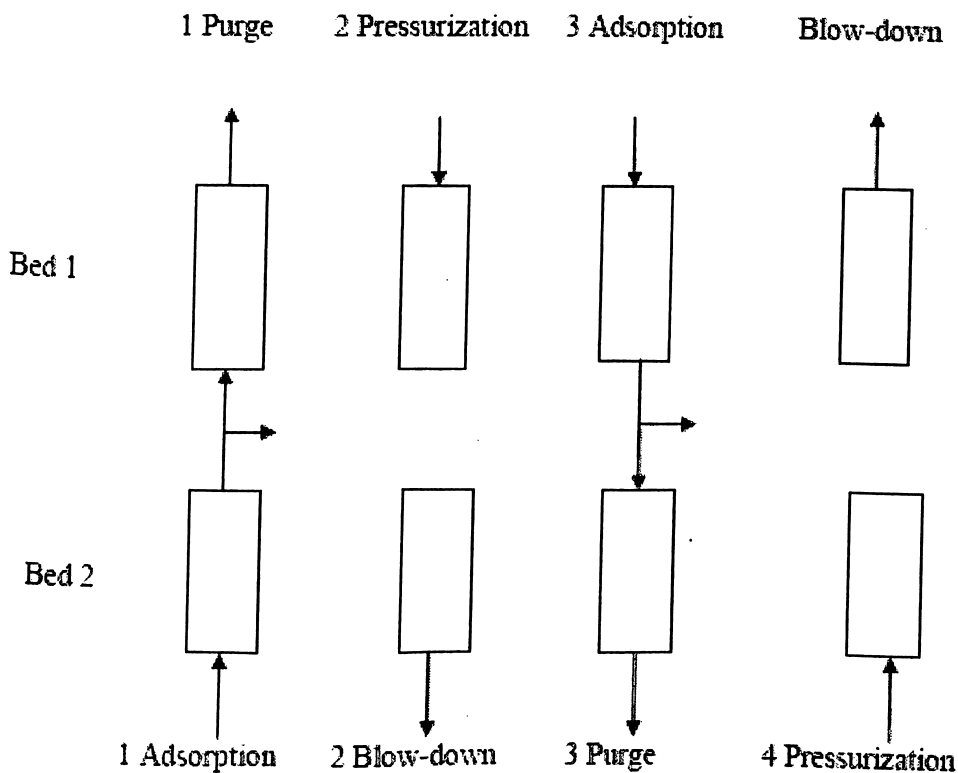 1 Purge 2 Pressurization 3 Adsorption Blow-down
Bed 1
Bed 2
1 Adsorption 2 Blow-down 3 Purge 4 Pressurization